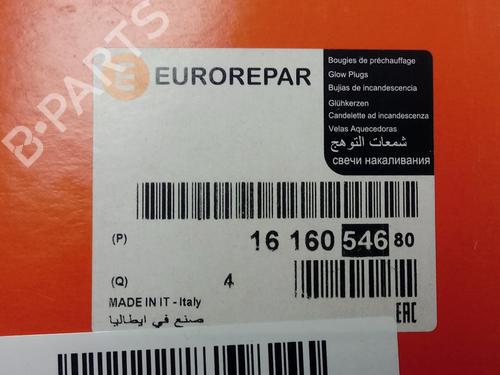 B-PARTS
EUROREPAR
Bougies de préchauffage
Glow Plugs
Bujias de incandescencia
Glühkerzen
Candelette ad incandescenza
Velas Aquecedoras
شمعات التوهج
свечи накаливания
(P) 16 160 546 80
(Q) 4
MADE IN IT - Italy
صنع في ايطاليا
EAC